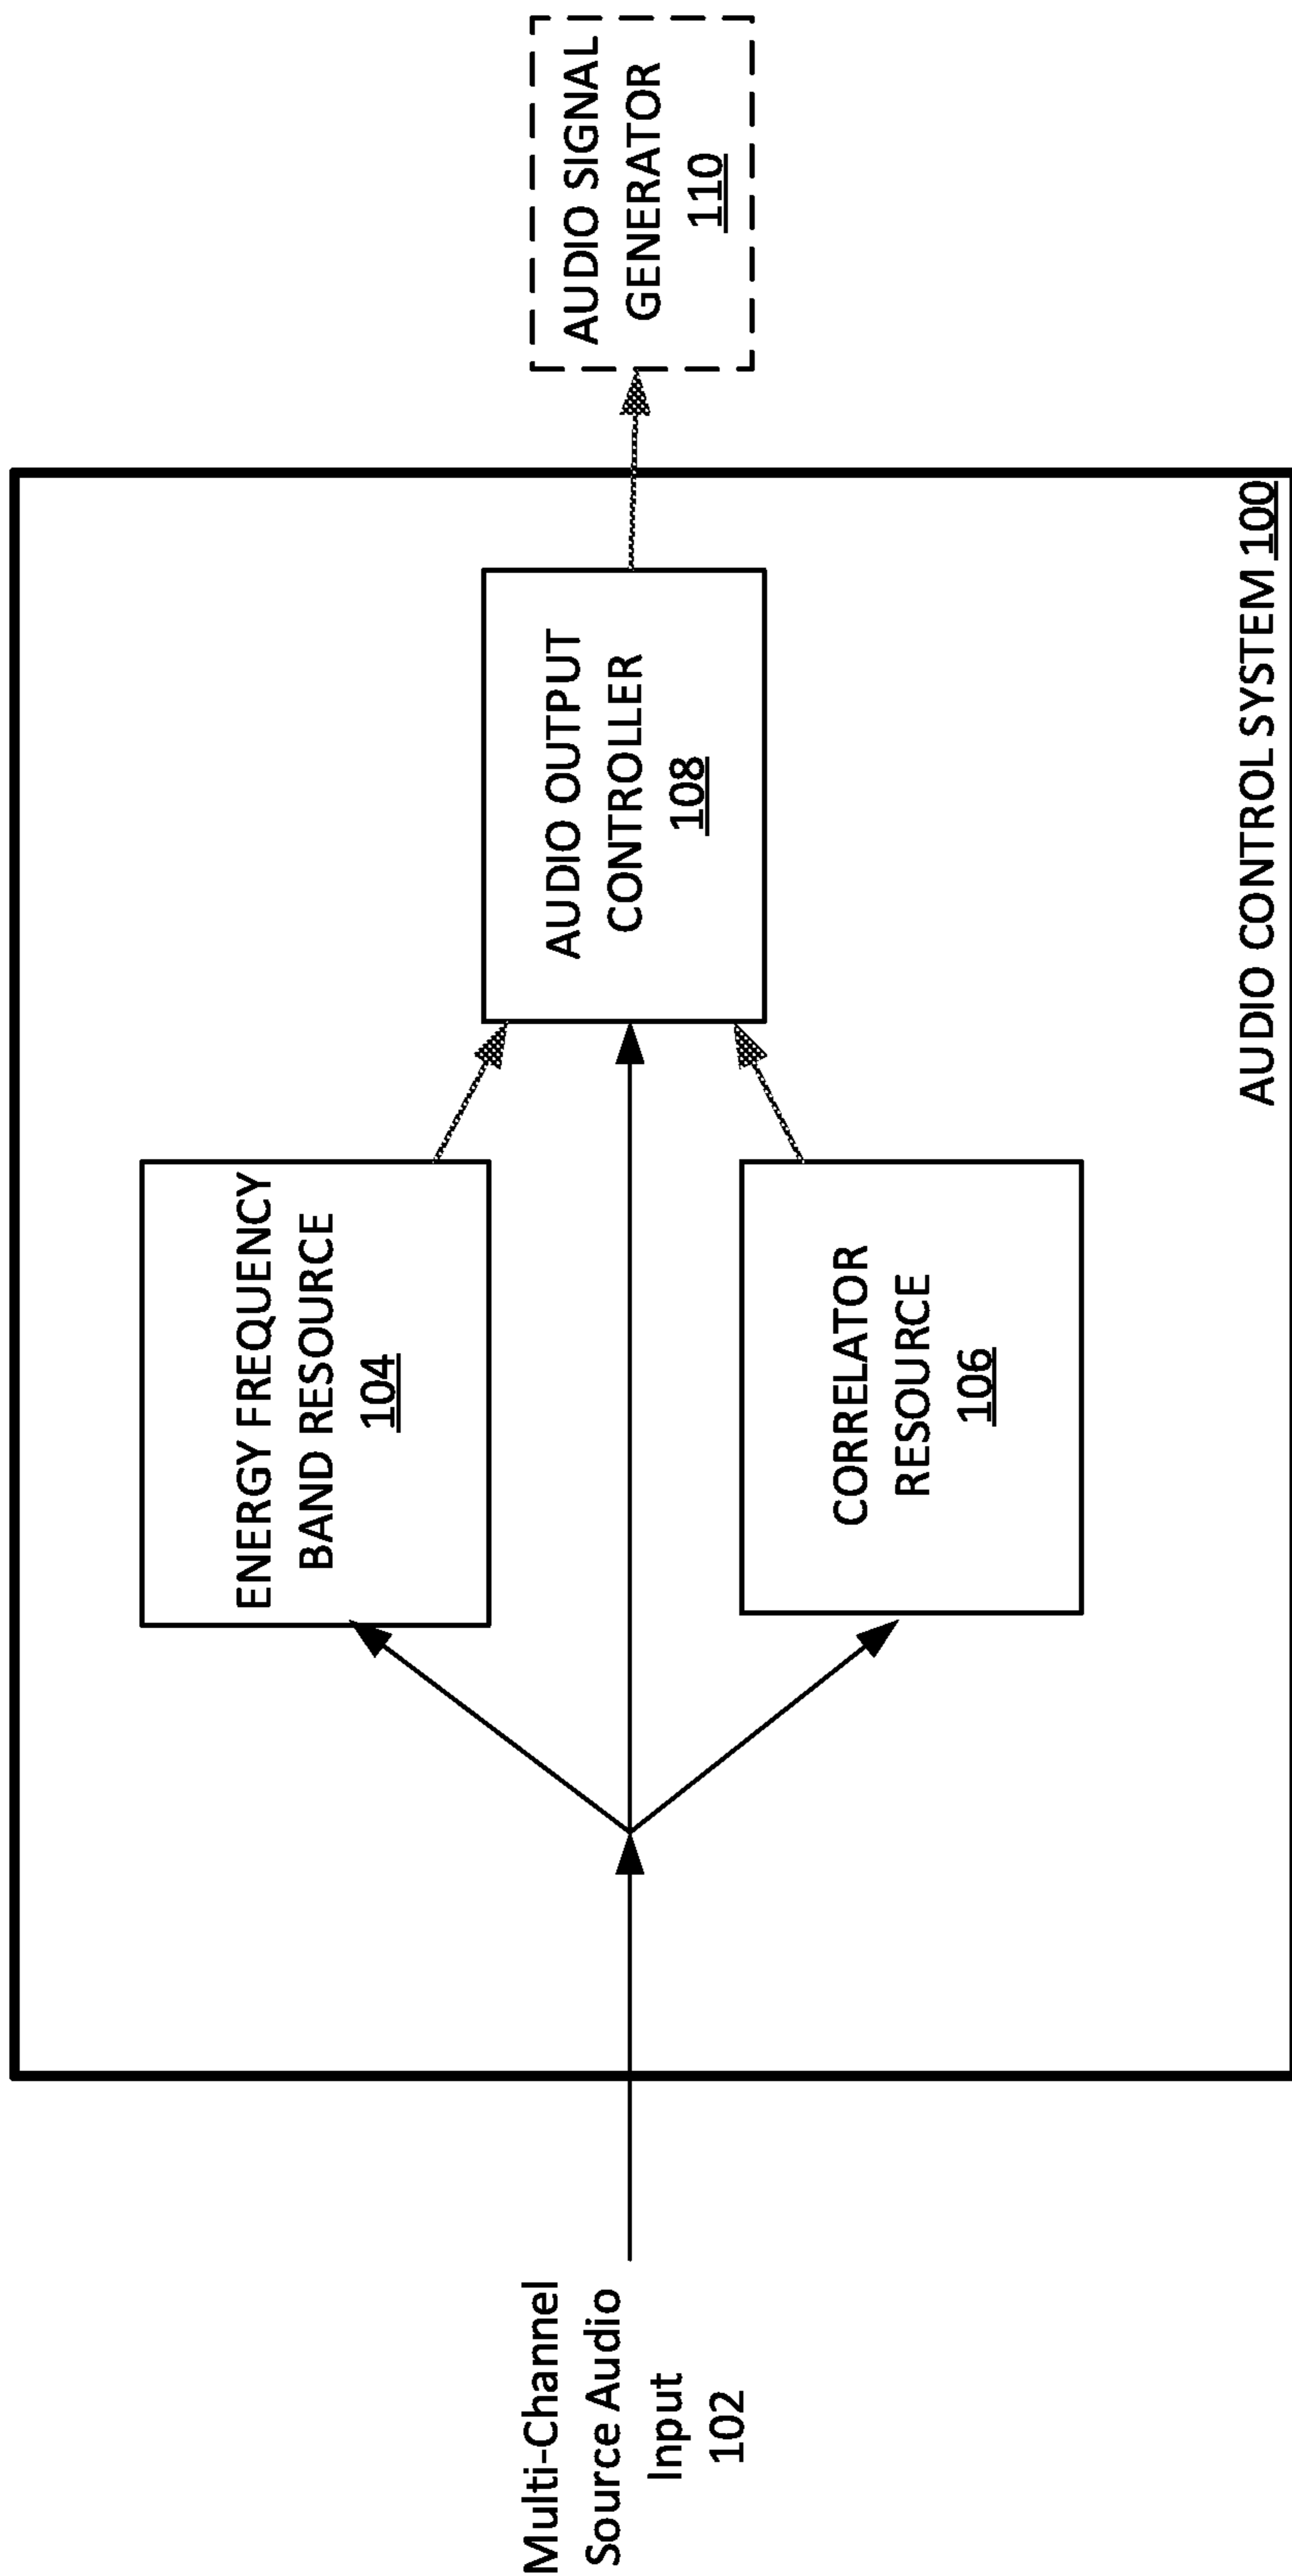 Multi-Channel
Source Audio
Input
102
ENERGY FREQUENCY
BAND RESOURCE
104
CORRELATOR
RESOURCE
106
AUDIO OUTPUT
CONTROLLER
108
AUDIO SIGNAL
GENERATOR
110
AUDIO CONTROL SYSTEM 100